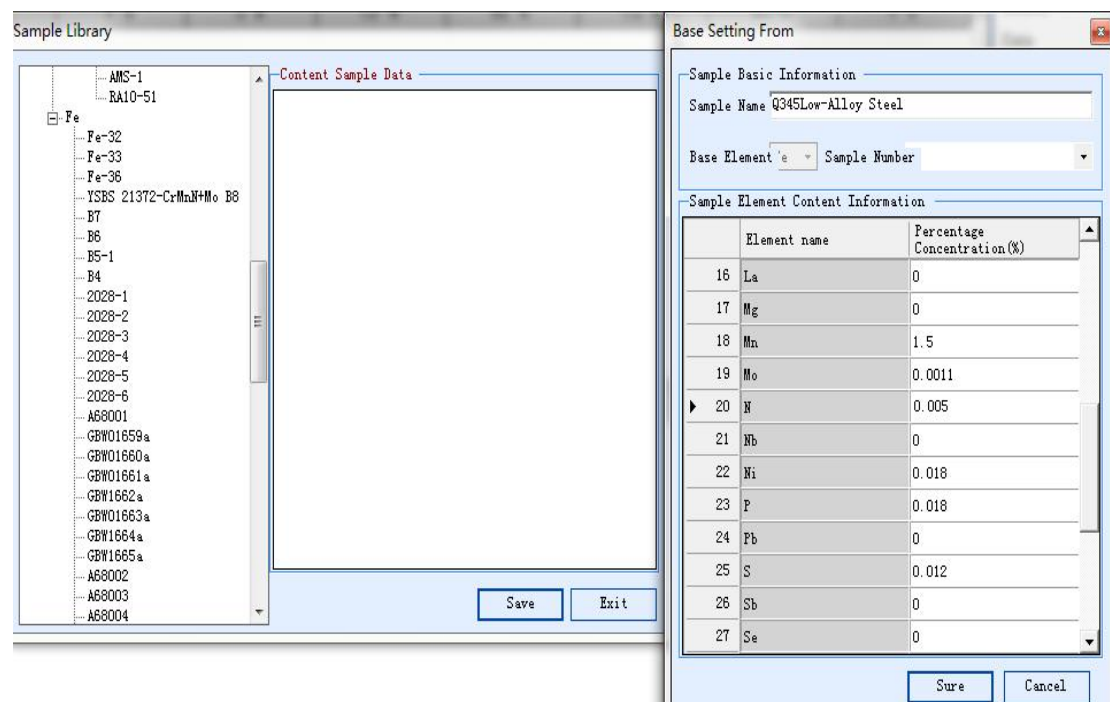 Sample Library
AMS-1
RA10-51
Fe
Fe-32
Fe-33
Fe-36
YSBS 21372-CrMnN+Mo B8
B7
B6
B5-1
B4
2028-1
2028-2
2028-3
2028-4
2028-5
2028-6
A68001
GBW01659a
GBW01660a
GBW01661a
GBW1662a
GBW01663a
GBW1664a
GBW1665a
A68002
A68003
A68004
Content Sample Data
Save Exit
Base Setting From
Sample Basic Information
Sample Name Q345Low-Alloy Steel
Base Element Sample Number
Sample Element Content Information
Element name Percentage
Concentration(%)
16 La 0
17 Mg 0
18 Mn 1.5
19 Mo 0.0011
20 N 0.005
21 Nb 0
22 Ni 0.018
23 P 0.018
24 Pb 0
25 S 0.012
26 Sb 0
27 Se 0
Sure Cancel